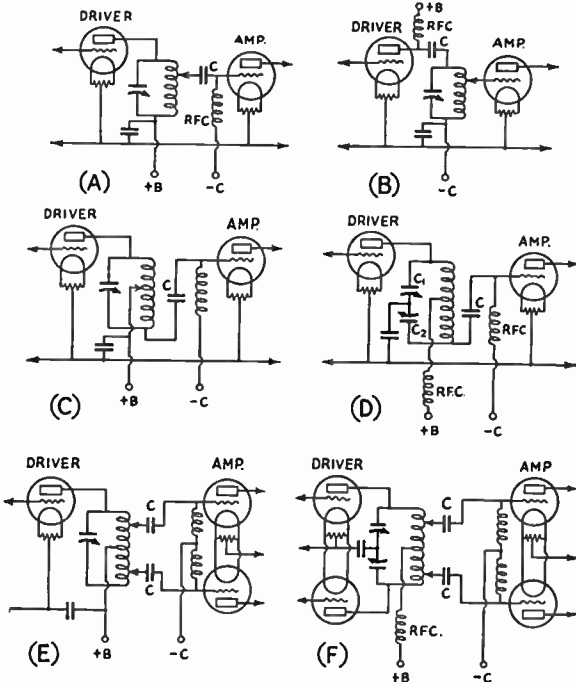 DRIVER
AMP.
C
RFC
+B
-C
(A)
+B
RFC
DRIVER
C
AMP.
-C
(B)
DRIVER
AMP.
C
+B
-C
(C)
DRIVER
AMP.
C₁
C₂
C
RFC
RFC.
+B
-C
(D)
DRIVER
AMP.
C
C
+B
-C
(E)
DRIVER
AMP
C
C
RFC.
+B
-C
(F)